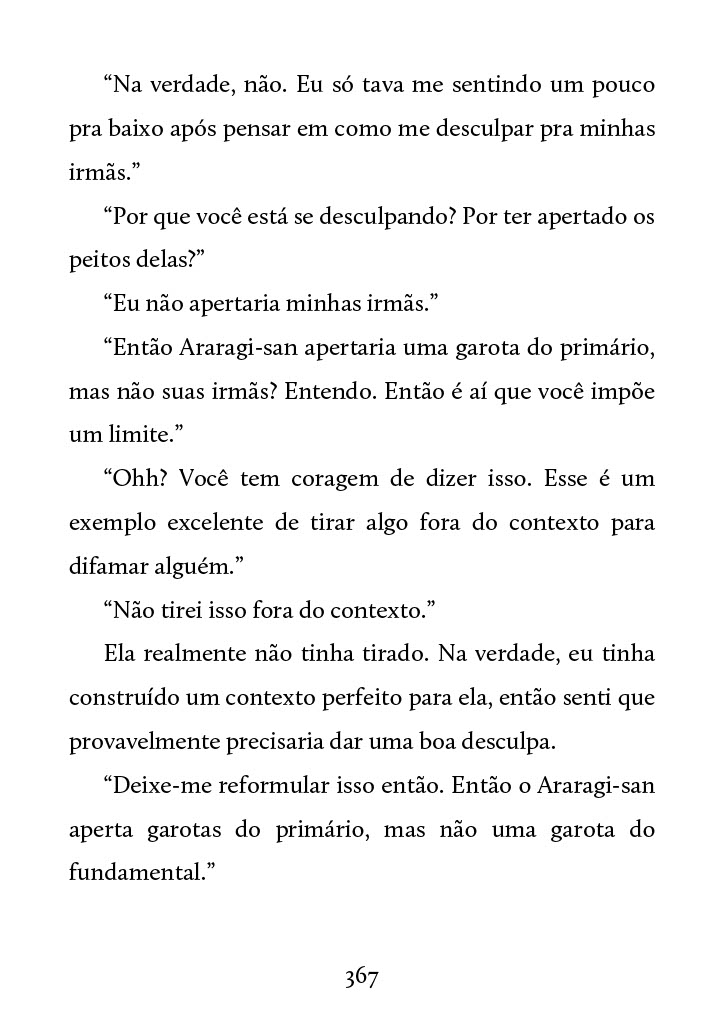 “Na verdade, não. Eu só tava me sentindo um pouco
pra baixo após pensar em como me desculpar pra minhas
irmãs.”
“Por que você está se desculpando? Por ter apertado os
peitos delas?”
“Eu não apertaria minhas irmãs.”
“Então Araragi-san apertaria uma garota do primário,
mas não suas irmãs? Entendo. Então é aí que você impõe
um limite.”
“Ohh? Você tem coragem de dizer isso. Esse é um
exemplo excelente de tirar algo fora do contexto para
difamar alguém.”
“Não tirei isso fora do contexto.”
Ela realmente não tinha tirado. Na verdade, eu tinha
construído um contexto perfeito para ela, então senti que
provavelmente precisaria dar uma boa desculpa.
“Deixe-me reformular isso então. Então o Araragi-san
aperta garotas do primário, mas não uma garota do
fundamental.”
367